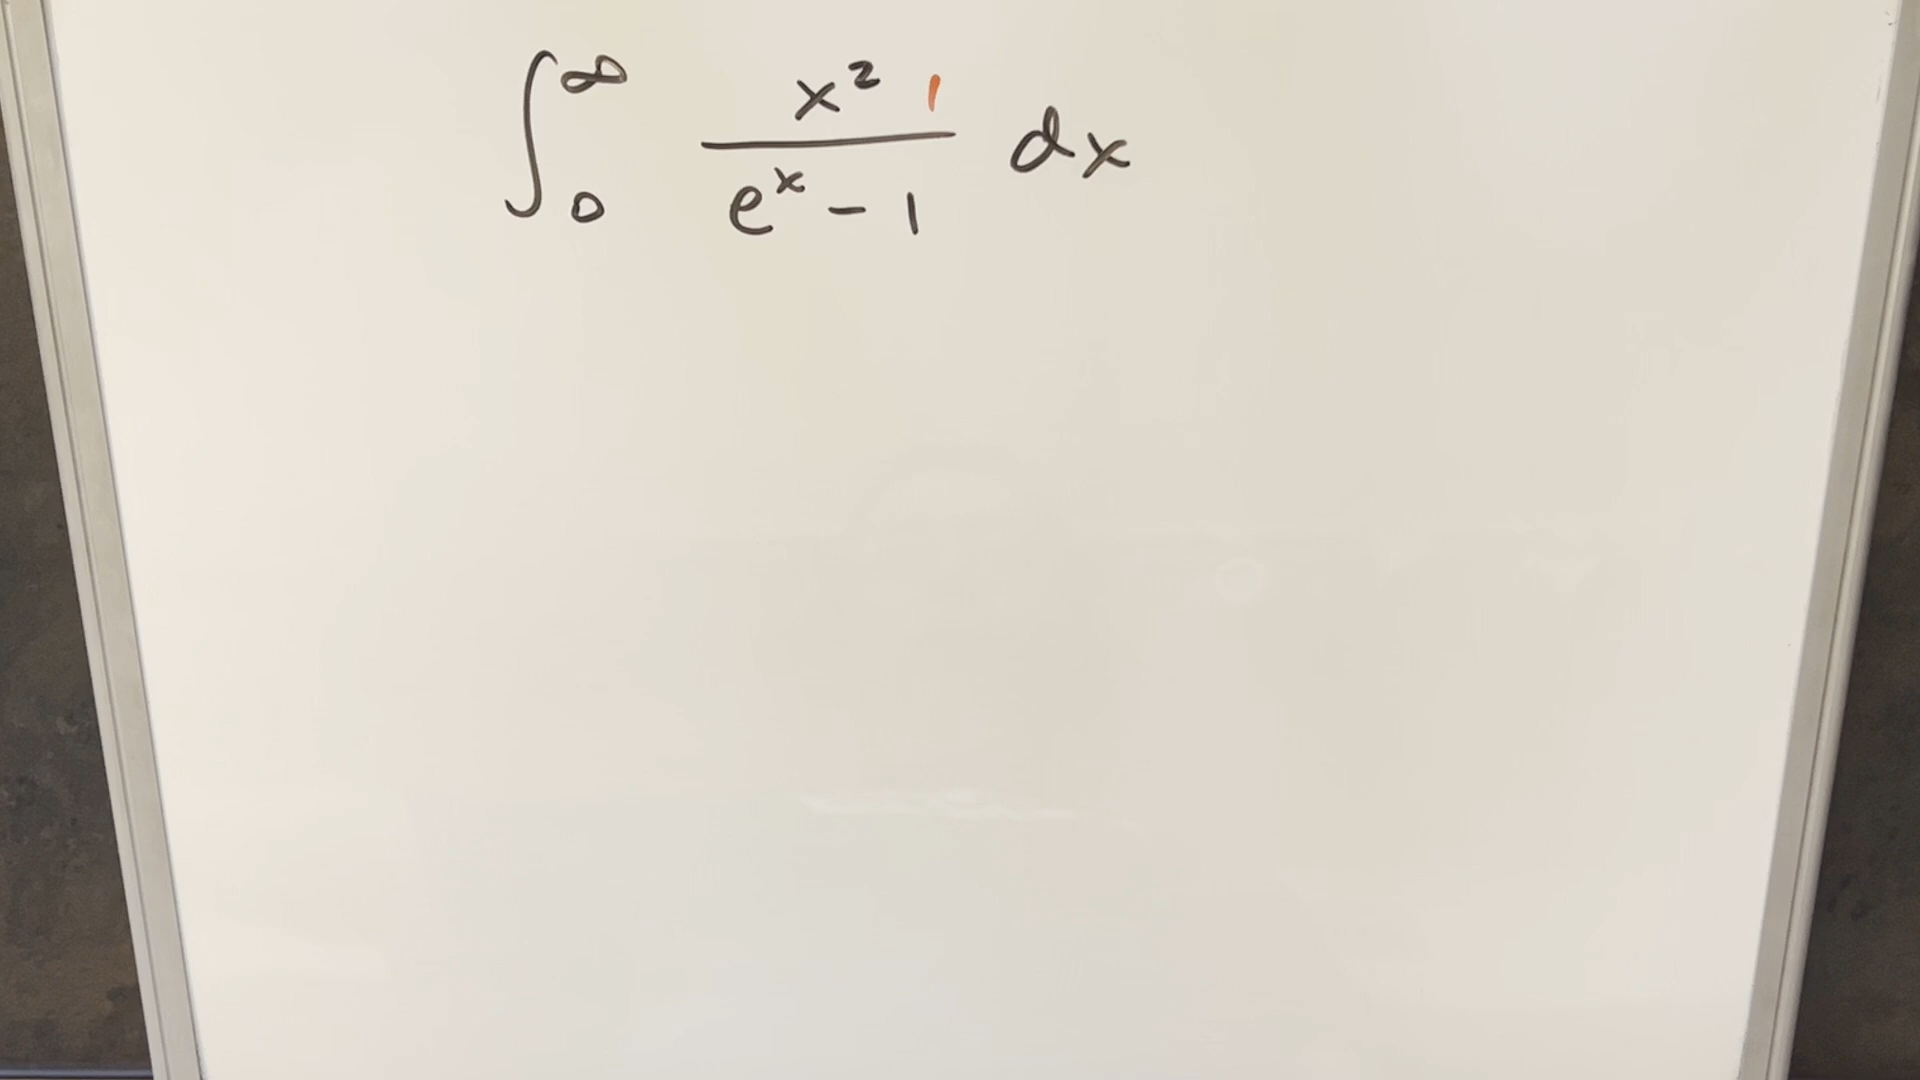 ∫₀^∞ x² 1 / (eˣ - 1) dx